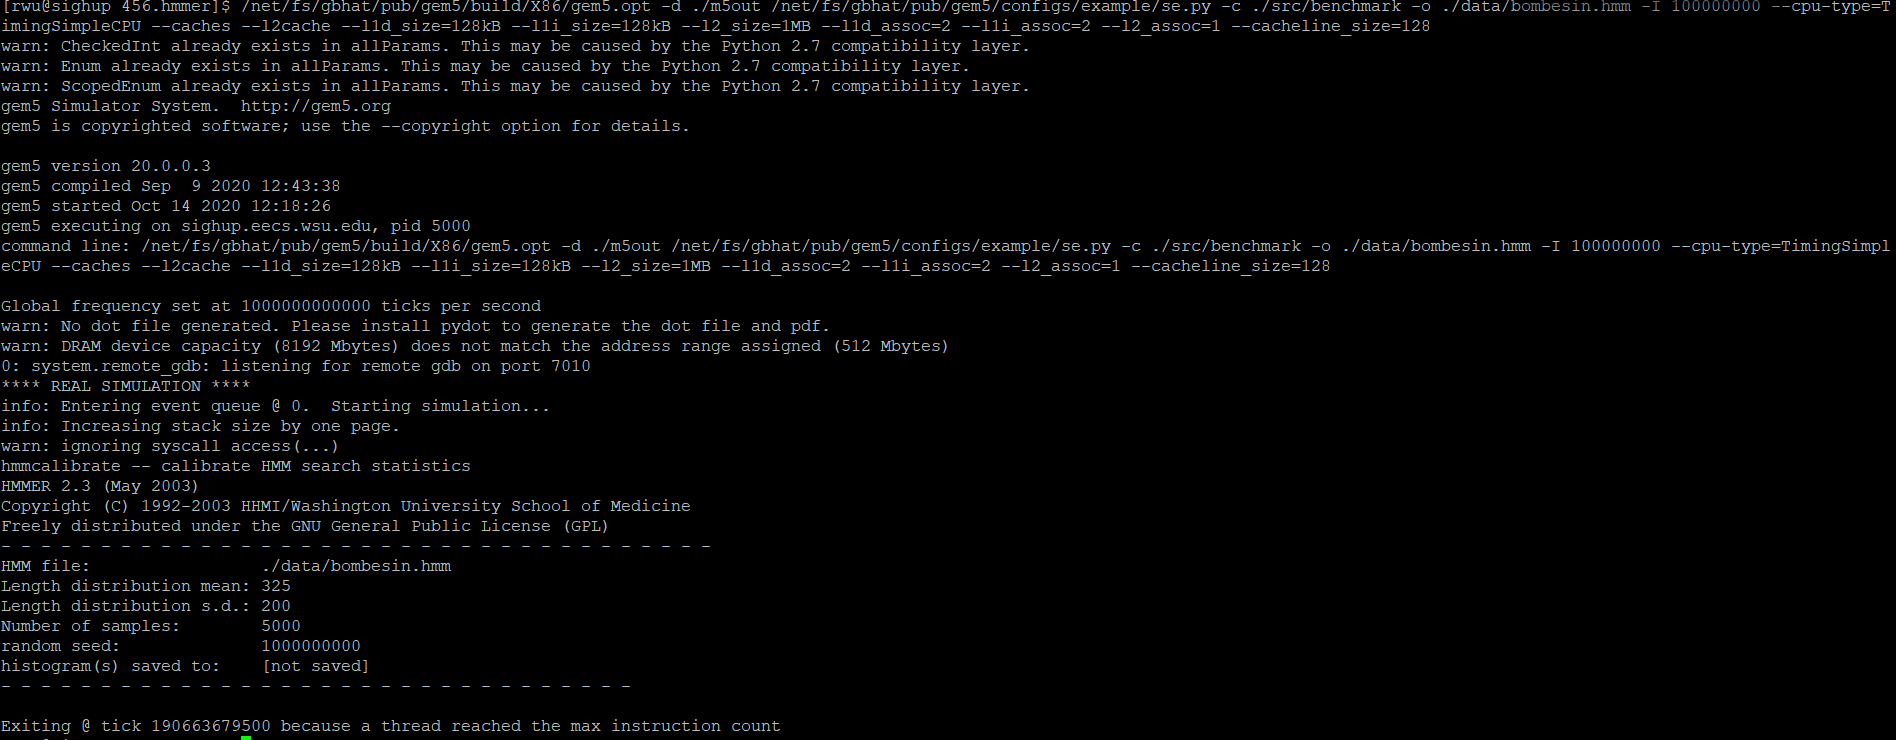 [rwu@sighup 456.hmmer]$ /net/fs/gbhat/pub/gem5/build/X86/gem5.opt -d ./m5out /net/fs/gbhat/pub/gem5/configs/example/se.py -c ./src/benchmark -o ./data/bombesin.hmm -I 100000000 --cpu-type=T
imingSimpleCPU --caches --l2cache --l1d_size=128kB --l1i_size=128kB --l2_size=1MB --l1d_assoc=2 --l1i_assoc=2 --l2_assoc=1 --cacheline_size=128
warn: CheckedInt already exists in allParams. This may be caused by the Python 2.7 compatibility layer.
warn: Enum already exists in allParams. This may be caused by the Python 2.7 compatibility layer.
warn: ScopedEnum already exists in allParams. This may be caused by the Python 2.7 compatibility layer.
gem5 Simulator System.  http://gem5.org
gem5 is copyrighted software; use the --copyright option for details.
gem5 version 20.0.0.3
gem5 compiled Sep  9 2020 12:43:38
gem5 started Oct 14 2020 12:18:26
gem5 executing on sighup.eecs.wsu.edu, pid 5000
command line: /net/fs/gbhat/pub/gem5/build/X86/gem5.opt -d ./m5out /net/fs/gbhat/pub/gem5/configs/example/se.py -c ./src/benchmark -o ./data/bombesin.hmm -I 100000000 --cpu-type=TimingSimpl
eCPU --caches --l2cache --l1d_size=128kB --l1i_size=128kB --l2_size=1MB --l1d_assoc=2 --l1i_assoc=2 --l2_assoc=1 --cacheline_size=128
Global frequency set at 1000000000000 ticks per second
warn: No dot file generated. Please install pydot to generate the dot file and pdf.
warn: DRAM device capacity (8192 Mbytes) does not match the address range assigned (512 Mbytes)
0: system.remote_gdb: listening for remote gdb on port 7010
**** REAL SIMULATION ****
info: Entering event queue @ 0.  Starting simulation...
info: Increasing stack size by one page.
warn: ignoring syscall access(...)
hmmcalibrate -- calibrate HMM search statistics
HMMER 2.3 (May 2003)
Copyright (C) 1992-2003 HHMI/Washington University School of Medicine
Freely distributed under the GNU General Public License (GPL)
- - - - - - - - - - - - - - - - - - - - - - - - - - - - - - - - - - - -
HMM file:                 ./data/bombesin.hmm
Length distribution mean: 325
Length distribution s.d.: 200
Number of samples:        5000
random seed:              1000000000
histogram(s) saved to:    [not saved]
- - - - - - - - - - - - - - - - - - - - - - - - - - - - - - - -
Exiting @ tick 190663679500 because a thread reached the max instruction count